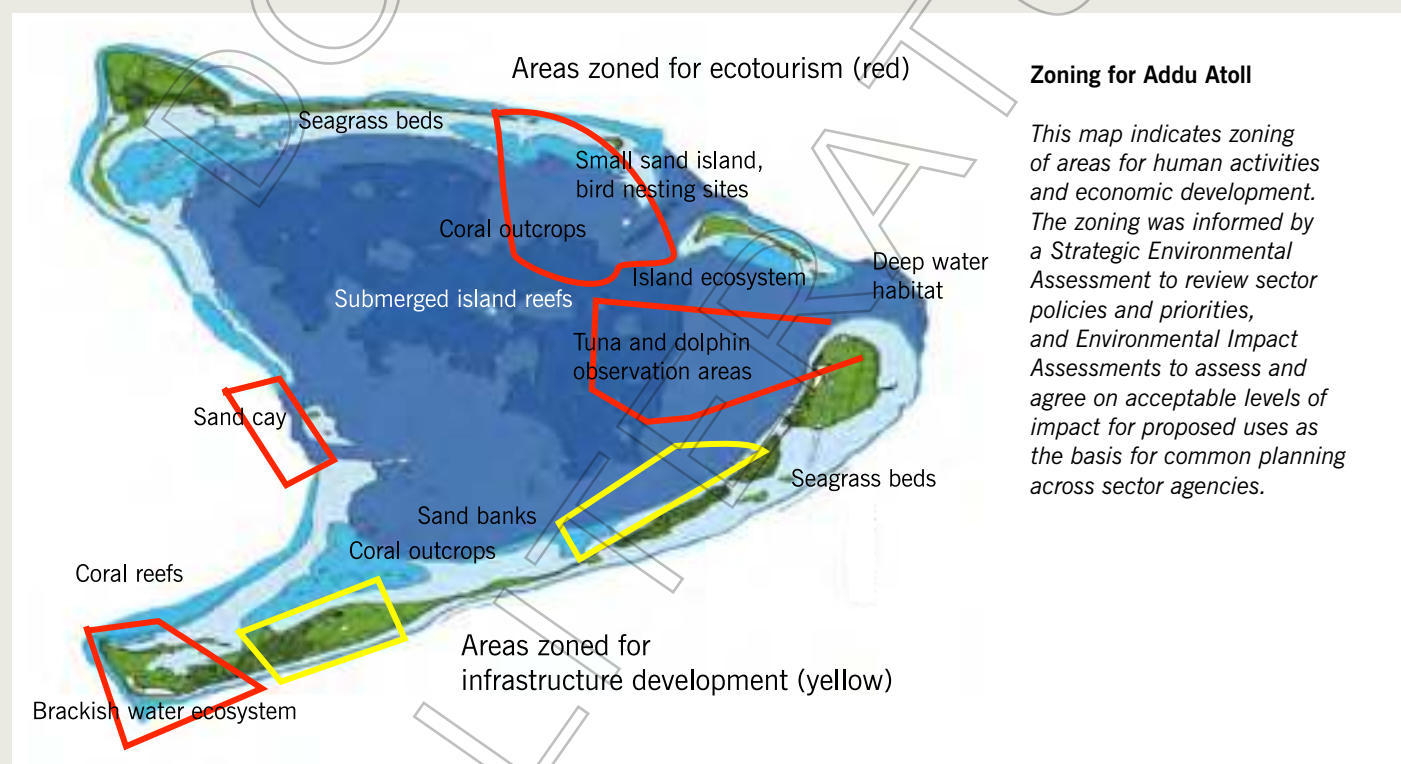 Areas zoned for ecotourism (red)
Seagrass beds
Small sand island,
bird nesting sites
Coral outcrops
Island ecosystem
Deep water
habitat
Submerged island reefs
Tuna and dolphin
observation areas
Sand cay
Seagrass beds
Sand banks
Coral outcrops
Coral reefs
Areas zoned for
infrastructure development (yellow)
Brackish water ecosystem
Zoning for Addu Atoll
This map indicates zoning
of areas for human activities
and economic development.
The zoning was informed by
a Strategic Environmental
Assessment to review sector
policies and priorities,
and Environmental Impact
Assessments to assess and
agree on acceptable levels of
impact for proposed uses as
the basis for common planning
across sector agencies.